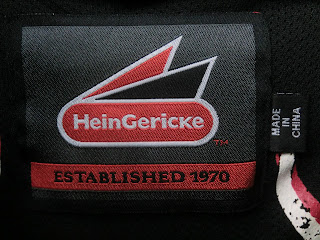 HeinGericke
TM
ESTABLISHED 1970
MADE
IN
CHINA